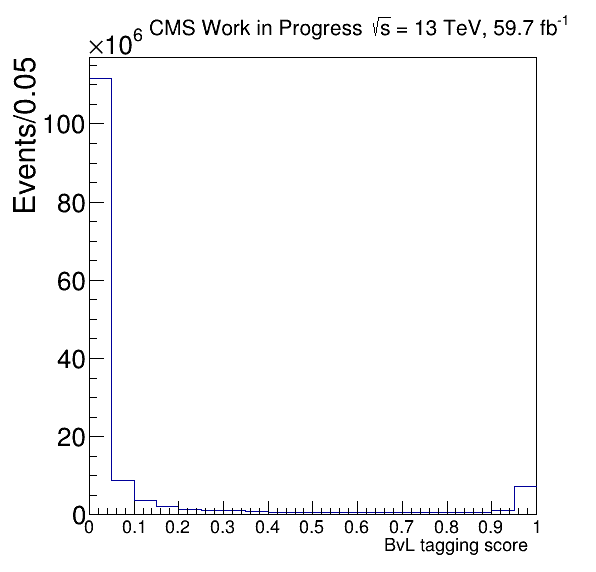 ×10⁶ CMS Work in Progress √s = 13 TeV, 59.7 fb⁻¹
Events/0.05
100
80
60
40
20
0
0 0.1 0.2 0.3 0.4 0.5 0.6 0.7 0.8 0.9 1
BvL tagging score